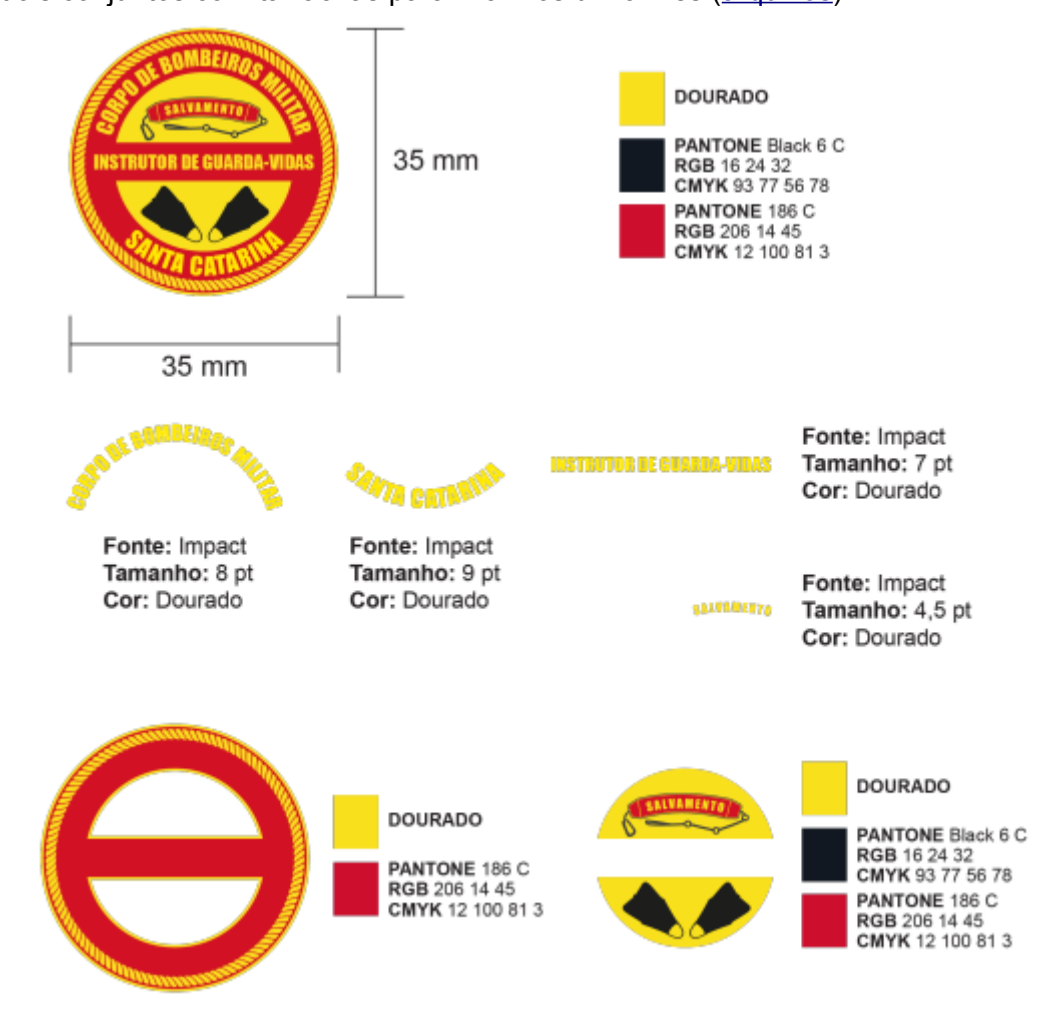 CORPO DE BOMBEIROS MILITAR
SALVAMENTO
INSTRUTOR DE GUARDA-VIDAS
SANTA CATARINA
35 mm
35 mm
DOURADO
PANTONE Black 6 C
RGB 16 24 32
CMYK 93 77 56 78
PANTONE 186 C
RGB 206 14 45
CMYK 12 100 81 3
CORPO DE BOMBEIROS MILITAR
Fonte: Impact
Tamanho: 8 pt
Cor: Dourado
SANTA CATARINA
Fonte: Impact
Tamanho: 9 pt
Cor: Dourado
INSTRUTOR DE GUARDA-VIDAS
Fonte: Impact
Tamanho: 7 pt
Cor: Dourado
SALVAMENTO
Fonte: Impact
Tamanho: 4,5 pt
Cor: Dourado
DOURADO
PANTONE 186 C
RGB 206 14 45
CMYK 12 100 81 3
SALVAMENTO
DOURADO
PANTONE Black 6 C
RGB 16 24 32
CMYK 93 77 56 78
PANTONE 186 C
RGB 206 14 45
CMYK 12 100 81 3